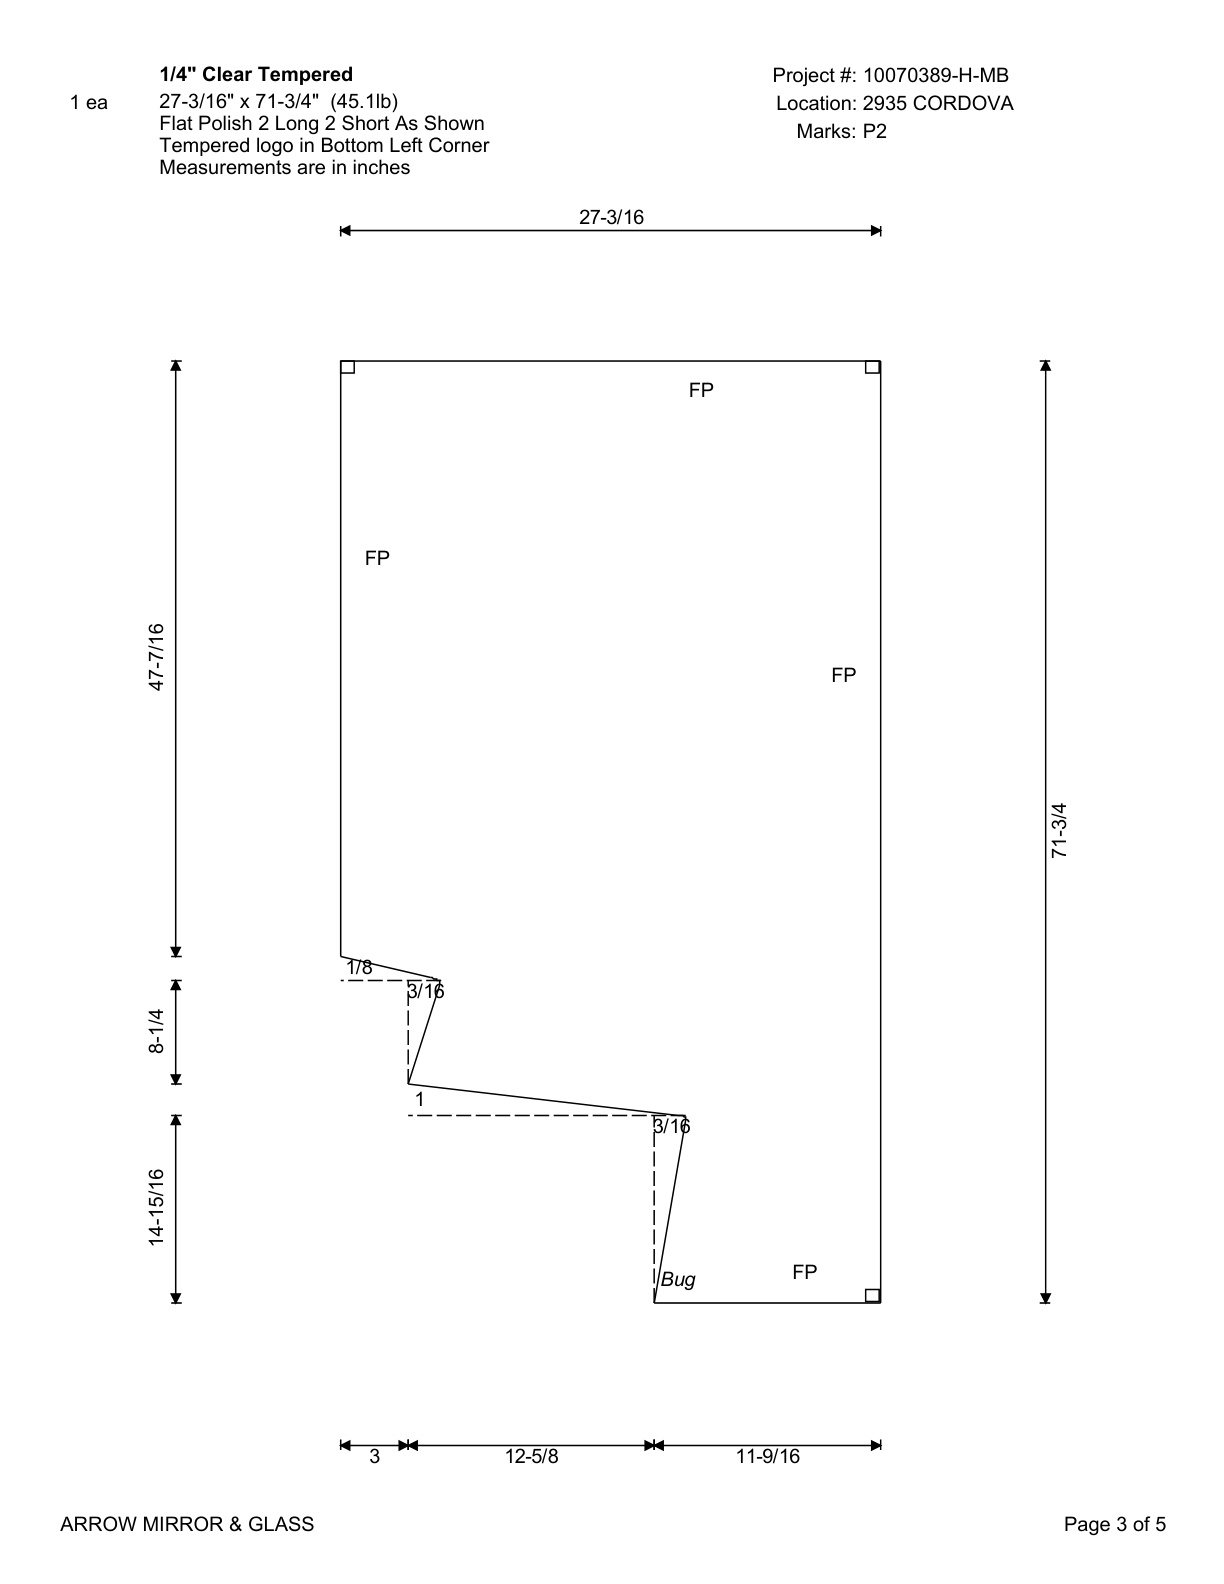 1/4" Clear Tempered
1 ea
27-3/16" x 71-3/4" (45.1lb)
Flat Polish 2 Long 2 Short As Shown
Tempered logo in Bottom Left Corner
Measurements are in inches
Project #: 10070389-H-MB
Location: 2935 CORDOVA
Marks: P2
27-3/16
FP
FP
47-7/16
FP
71-3/4
1/8
3/16
8-1/4
1
3/16
14-15/16
Bug
FP
3
12-5/8
11-9/16
ARROW MIRROR & GLASS
Page 3 of 5